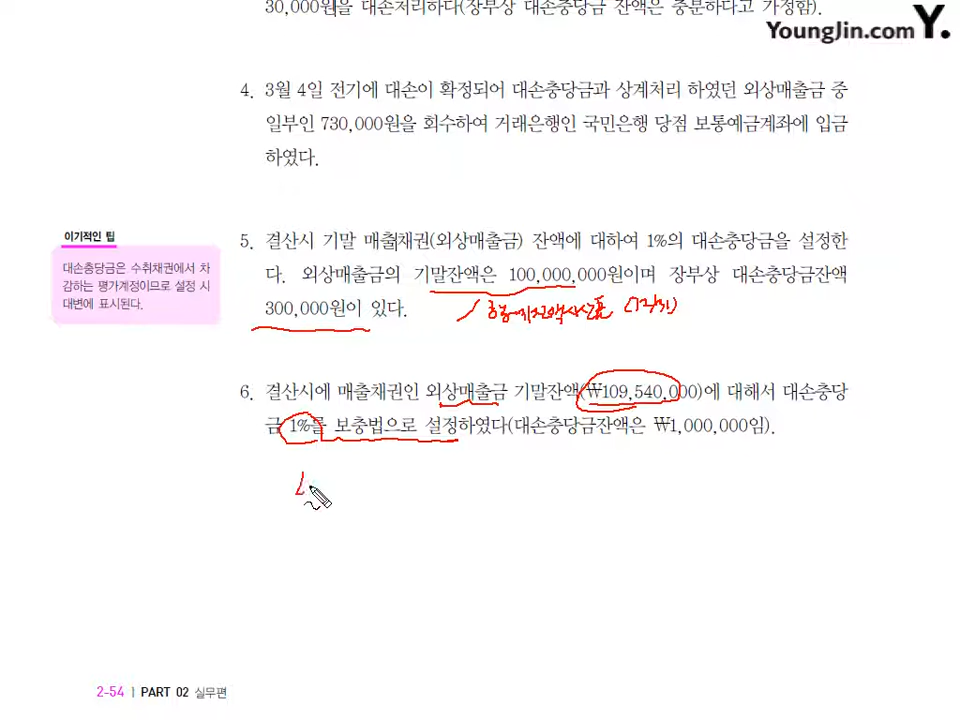 30,000원을 대손처리하다(장부상 대손충당금 잔액은 충분하다고 가정함).
YoungJin.com Y.
4. 3월 4일 전기에 대손이 확정되어 대손충당금과 상계처리 하였던 외상매출금 중
일부인 730,000원을 회수하여 거래은행인 국민은행 당점 보통예금계좌에 입금
하였다.
이기적인 팁
대손충당금은 수취채권에서 차
감하는 평가계정이므로 설정 시
대변에 표시된다.
5. 결산시 기말 매출채권(외상매출금) 잔액에 대하여 1%의 대손충당금을 설정한
다. 외상매출금의 기말잔액은 100,000,000원이며 장부상 대손충당금잔액
300,000원이 있다.
6. 결산시에 매출채권인 외상매출금 기말잔액(₩109,540,000)에 대해서 대손충당
금 1%를 보충법으로 설정하였다(대손충당금잔액은 ₩1,000,000임).
2-54 | PART 02 실무편